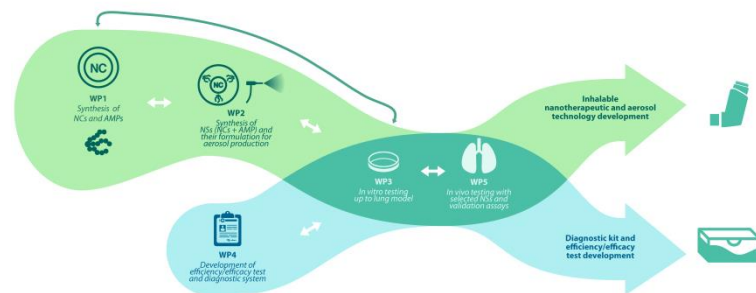 NC
WP1
Synthesis of
NCs and AMPs
NC
WP2
Synthesis of
NSs (NCs + AMP) and
their formulation for
aerosol production
WP3
In vitro testing
up to lung model
WP5
In vivo testing with
selected NSs and
validation assays
WP4
Development of
efficiency/efficacy test
and diagnostic system
Inhalable
nanotherapeutic and aerosol
technology development
Diagnostic kit and
efficiency/efficacy
test development